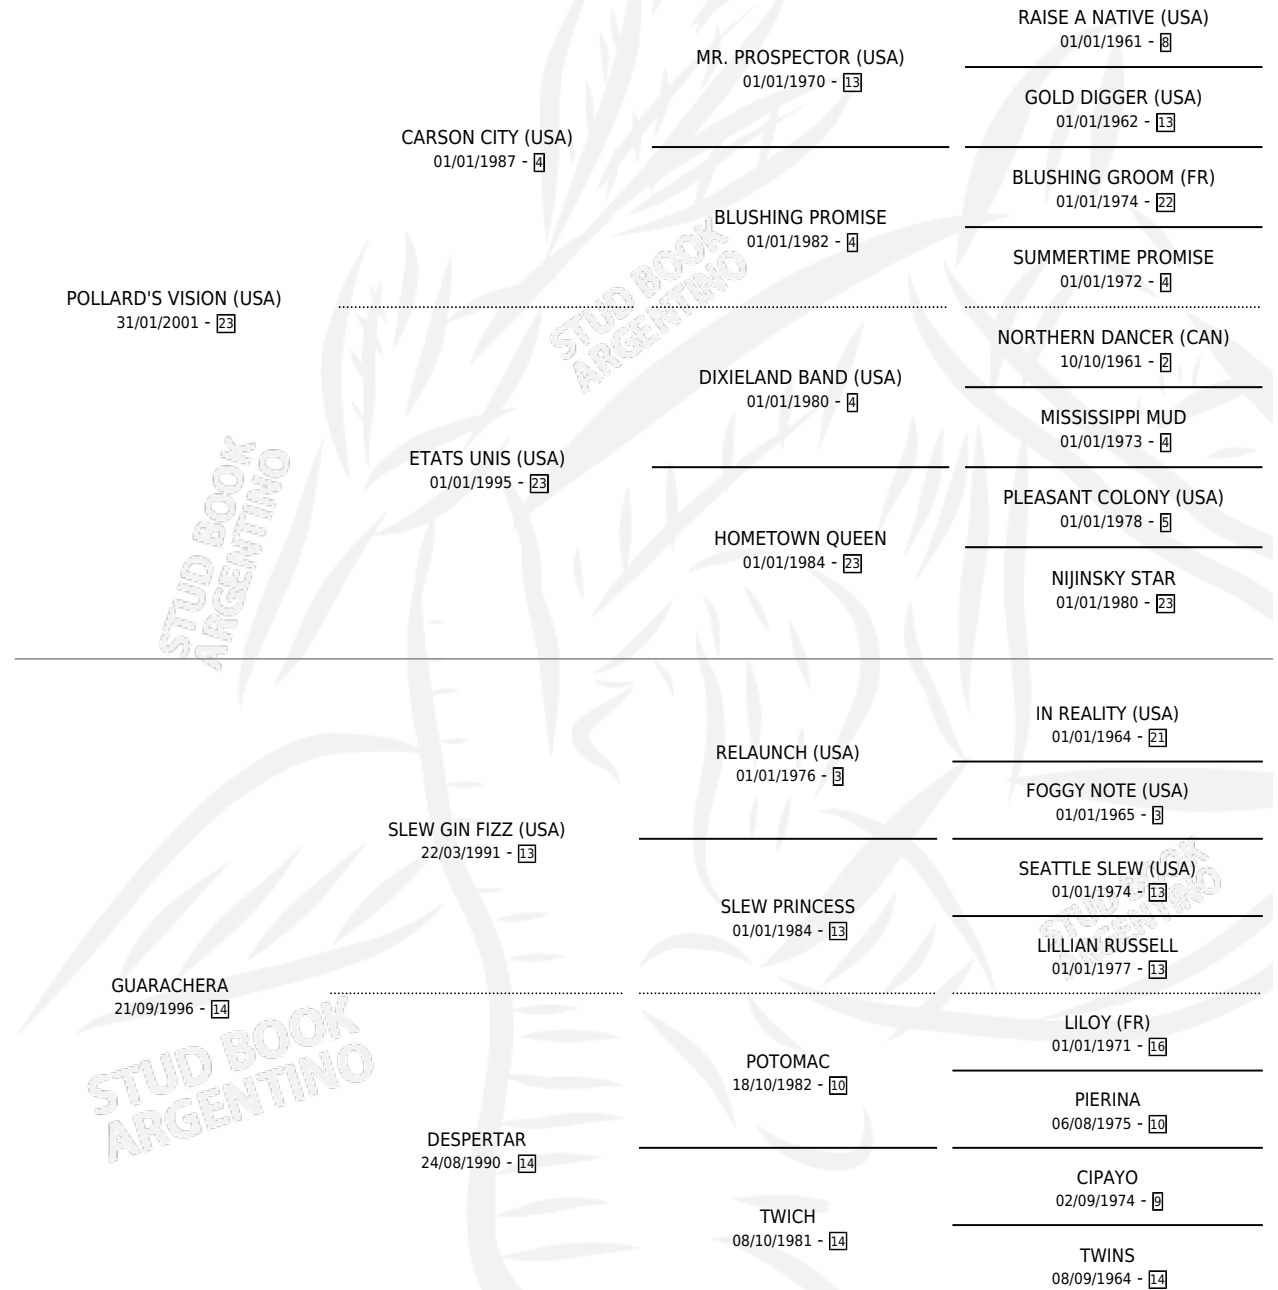 RAISE A NATIVE (USA)
01/01/1961 - 8
MR. PROSPECTOR (USA)
01/01/1970 - 13
GOLD DIGGER (USA)
01/01/1962 - 13
CARSON CITY (USA)
01/01/1987 - 4
BLUSHING GROOM (FR)
01/01/1974 - 22
BLUSHING PROMISE
01/01/1982 - 4
SUMMERTIME PROMISE
01/01/1972 - 4
POLLARD'S VISION (USA)
31/01/2001 - 23
STUD BOOK
ARGENTINO
NORTHERN DANCER (CAN)
10/10/1961 - 2
DIXIELAND BAND (USA)
01/01/1980 - 4
MISSISSIPPI MUD
01/01/1973 - 4
ETATS UNIS (USA)
01/01/1995 - 23
PLEASANT COLONY (USA)
01/01/1978 - 5
HOMETOWN QUEEN
01/01/1984 - 23
NIJINSKY STAR
01/01/1980 - 23
STUD BOOK
ARGENTINO
IN REALITY (USA)
01/01/1964 - 21
RELAUNCH (USA)
01/01/1976 - 3
FOGGY NOTE (USA)
01/01/1965 - 3
SLEW GIN FIZZ (USA)
22/03/1991 - 13
SEATTLE SLEW (USA)
01/01/1974 - 13
SLEW PRINCESS
01/01/1984 - 13
STUD BOOK
ARGENTINO
LILLIAN RUSSELL
01/01/1977 - 13
GUARACHERA
21/09/1996 - 14
STUD BOOK
ARGENTINO
LILOY (FR)
01/01/1971 - 16
POTOMAC
18/10/1982 - 10
PIERINA
06/08/1975 - 10
DESPERTAR
24/08/1990 - 14
CIPAYO
02/09/1974 - 9
TWICH
08/10/1981 - 14
TWINS
08/09/1964 - 14